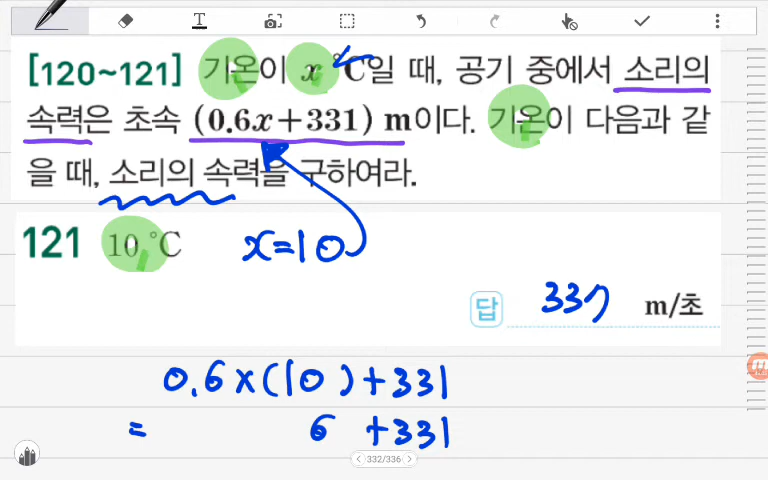 [120~121] 기온이 x °C일 때, 공기 중에서 소리의
속력은 초속 (0.6x+331) m이다. 기온이 다음과 같
을 때, 소리의 속력을 구하여라.
121 10 °C x=10
답 337 m/초
0.6×(10)+331
= 6 +331
332/336